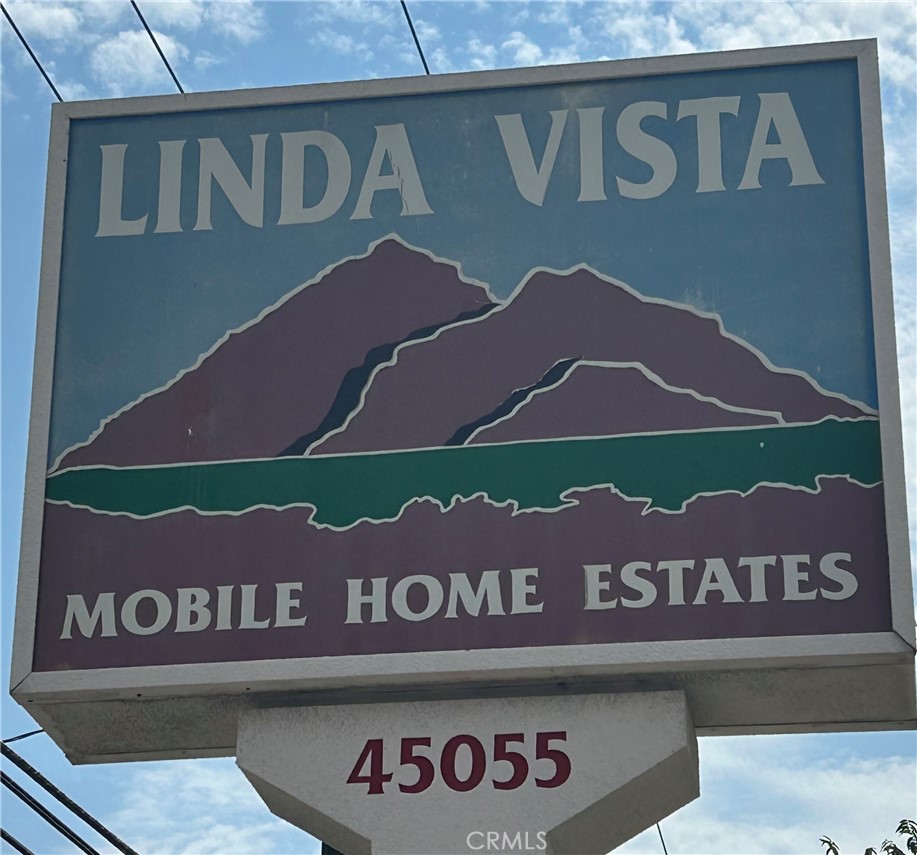 LINDA VISTA
MOBILE HOME ESTATES
45055
CRMLS